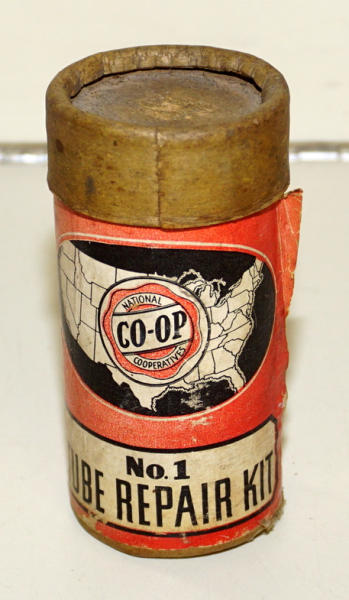 NATIONAL
CO-OP
COOPERATIVES
No. 1
UBE REPAIR KIT